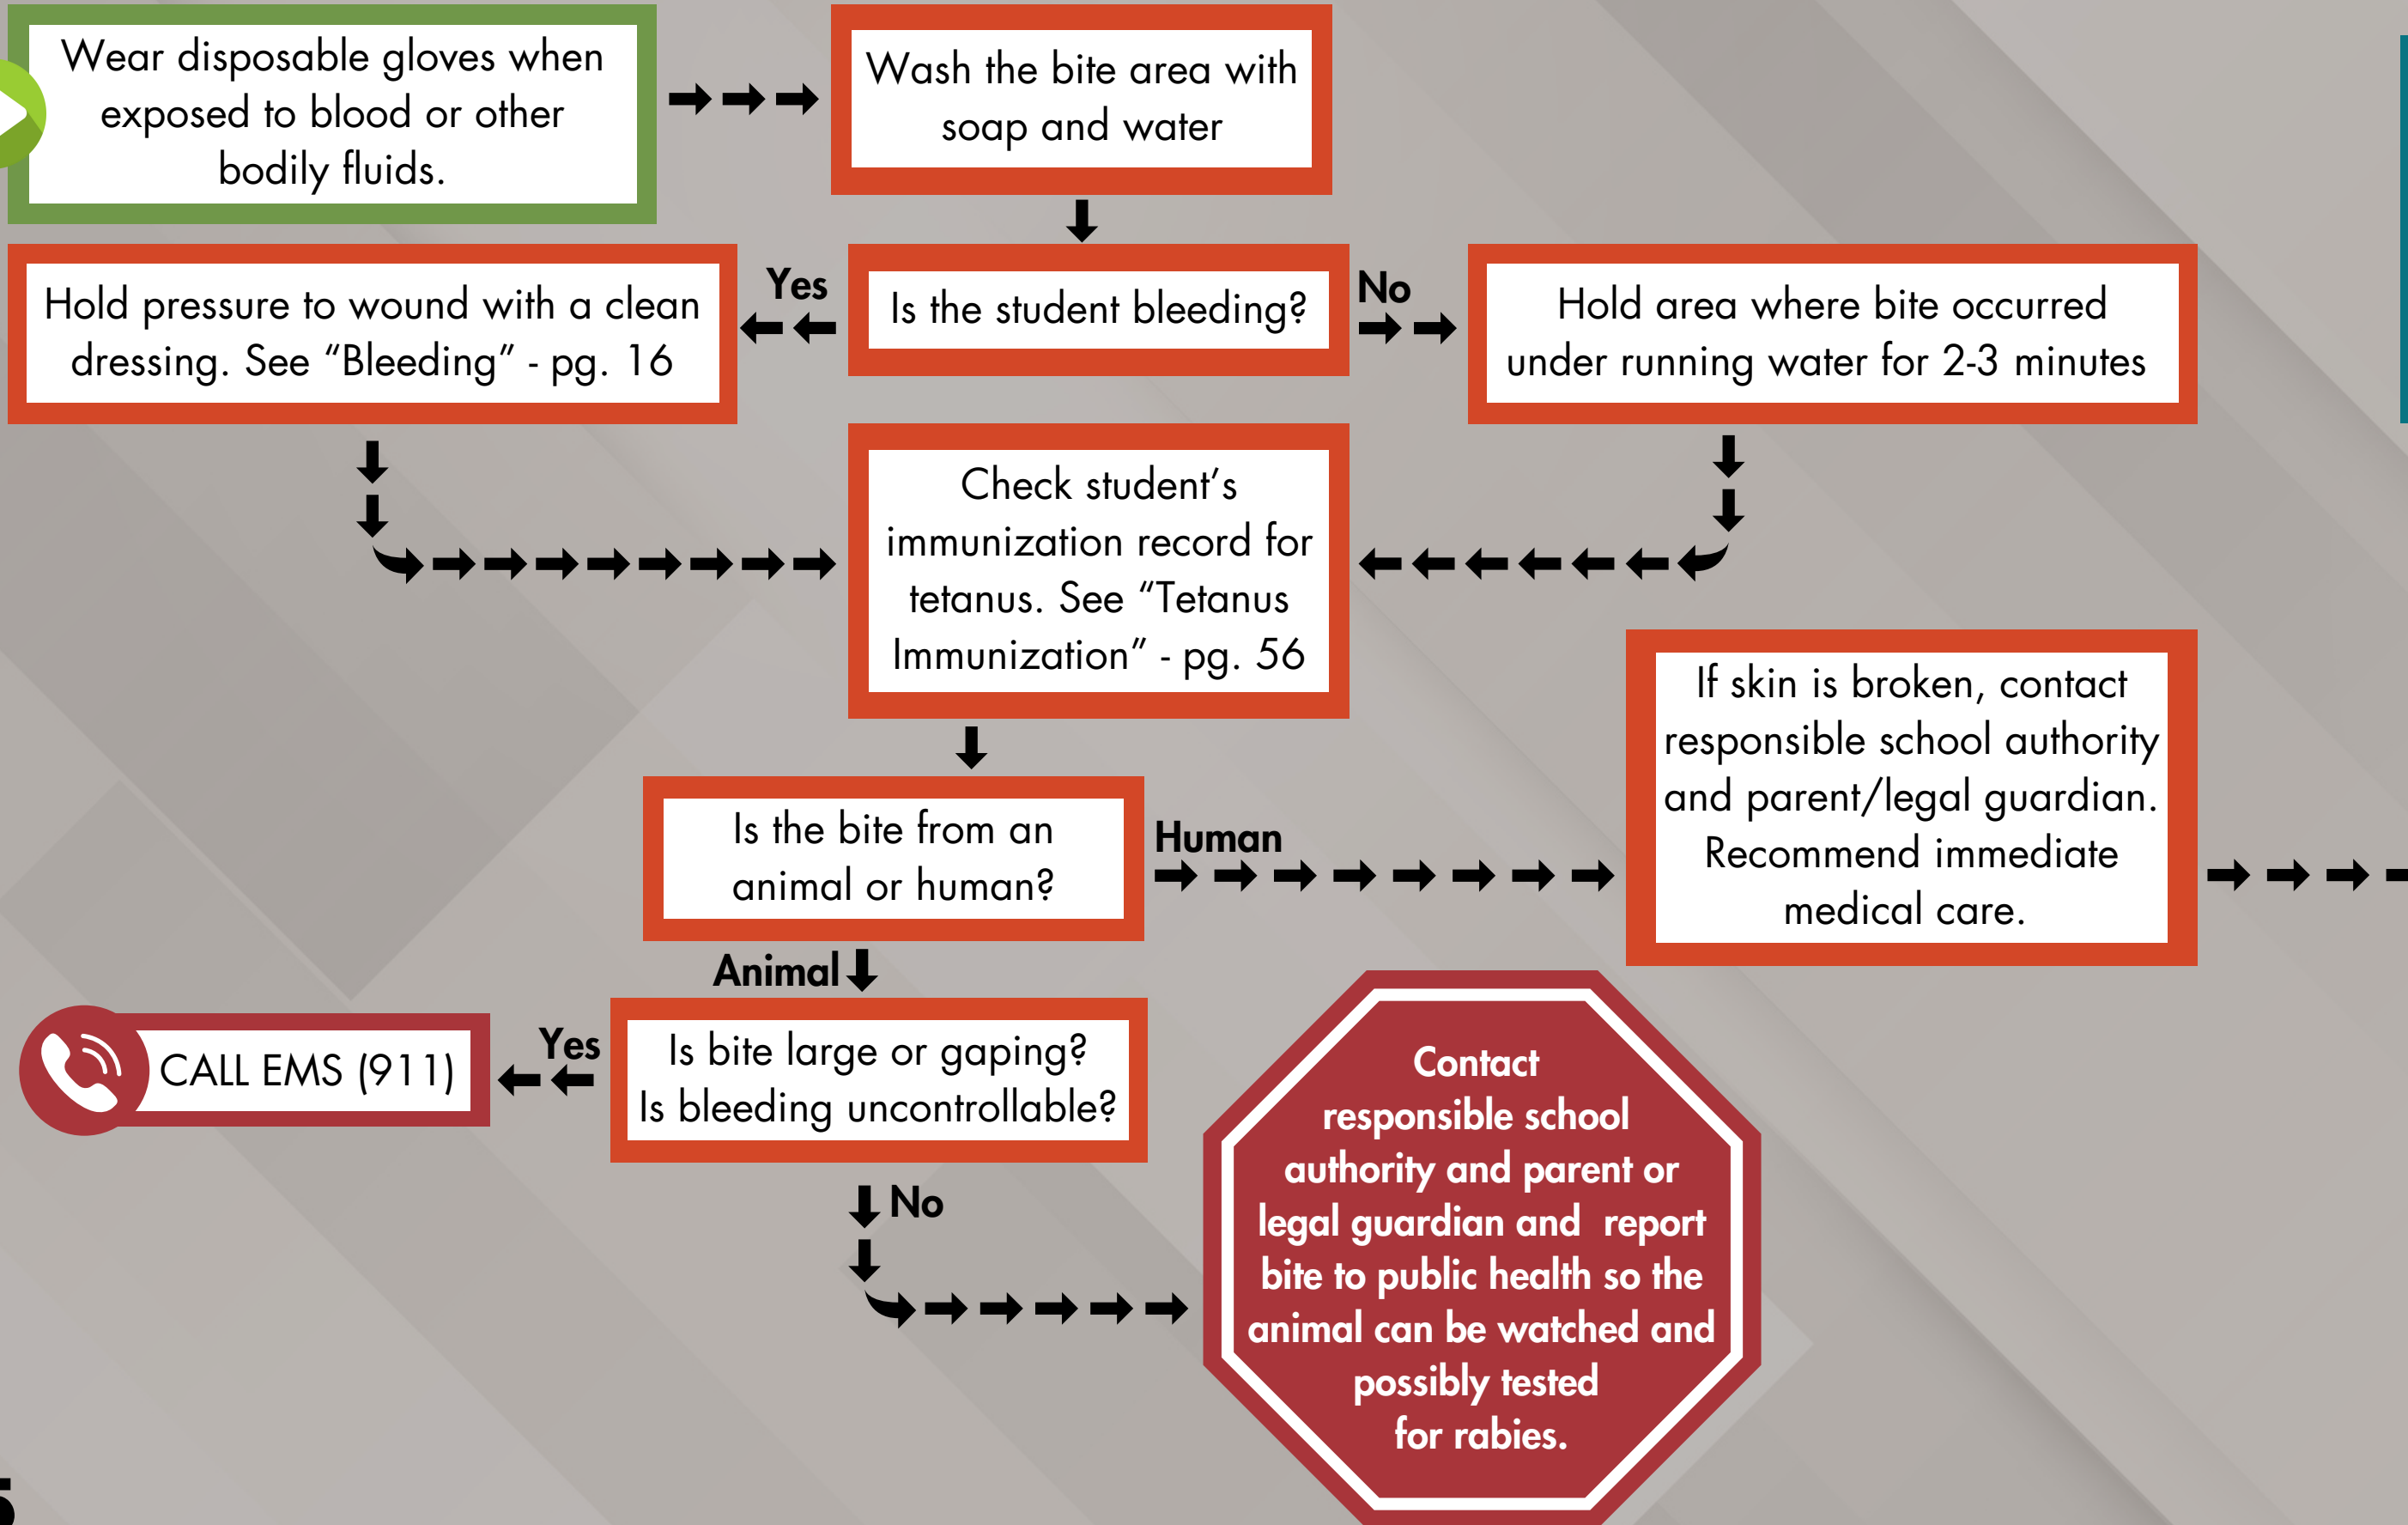 Wear disposable gloves when
exposed to blood or other
bodily fluids.
Wash the bite area with
soap and water
Is the student bleeding?
Yes
No
Hold pressure to wound with a clean
dressing. See “Bleeding” - pg. 16
Hold area where bite occurred
under running water for 2-3 minutes
Check student’s
immunization record for
tetanus. See “Tetanus
Immunization” - pg. 56
Is the bite from an
animal or human?
Human
If skin is broken, contact
responsible school authority
and parent/legal guardian.
Recommend immediate
medical care.
Animal
Is bite large or gaping?
Is bleeding uncontrollable?
Yes
CALL EMS (911)
No
Contact
responsible school
authority and parent or
legal guardian and report
bite to public health so the
animal can be watched and
possibly tested
for rabies.